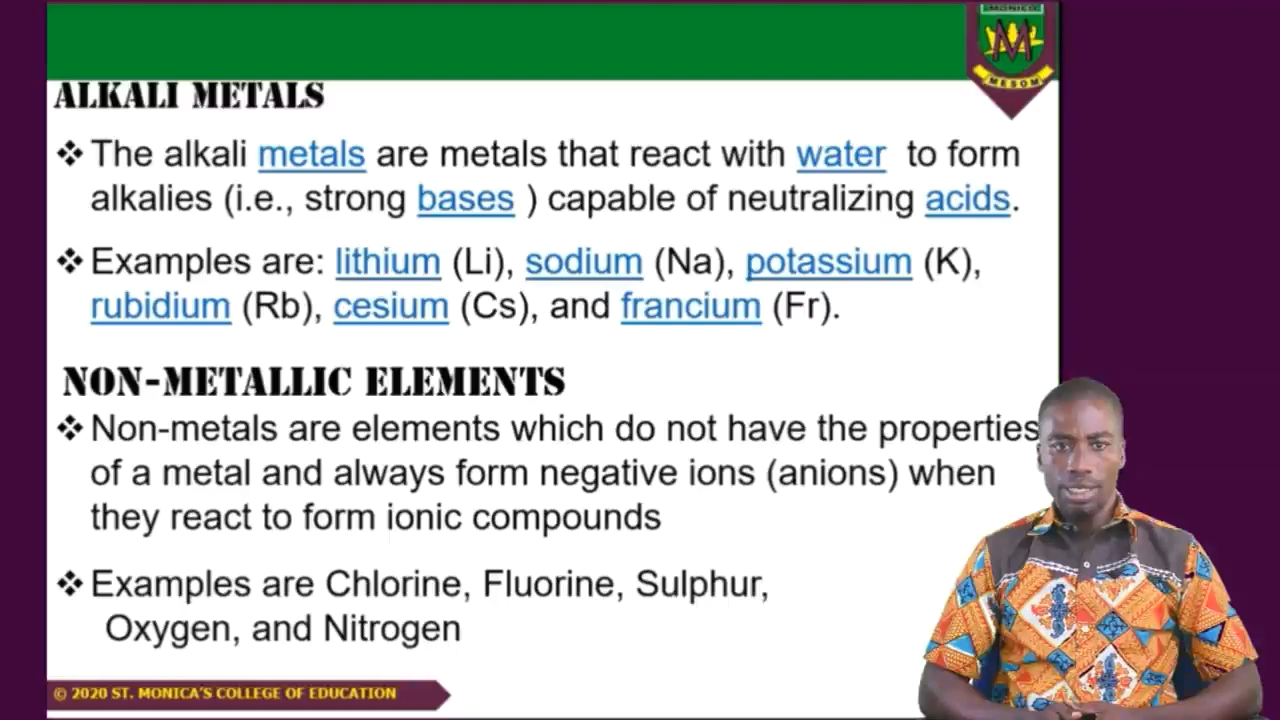 MONICA
M
MESOM
ALKALI METALS
❖ The alkali metals are metals that react with water to form
alkalies (i.e., strong bases ) capable of neutralizing acids.
❖ Examples are: lithium (Li), sodium (Na), potassium (K),
rubidium (Rb), cesium (Cs), and francium (Fr).
NON-METALLIC ELEMENTS
❖ Non-metals are elements which do not have the properties
of a metal and always form negative ions (anions) when
they react to form ionic compounds
❖ Examples are Chlorine, Fluorine, Sulphur,
Oxygen, and Nitrogen
© 2020 ST. MONICA'S COLLEGE OF EDUCATION